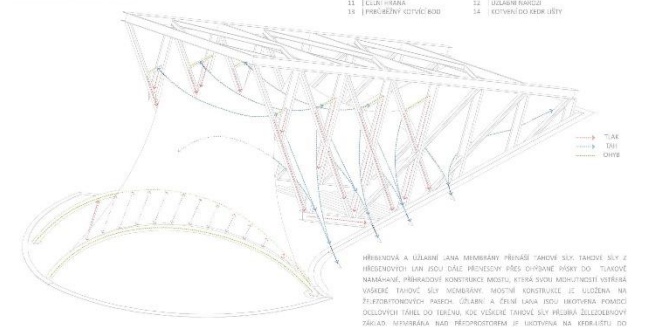 11 | ČELNÍ HRANA
13 | PRŮBĚŽNÝ KOTVÍCÍ BOD
12 | ÚŽLABNÍ NÁROŽÍ
14 | KOTVENÍ DO KEDR LIŠTY
TLAK
TAH
OHYB
HŘEBENOVÁ A ÚŽLABNÍ LANA MEMBRÁNY PŘENÁŠÍ TAHOVÉ SÍLY. TAHOVÉ SÍLY Z
HŘEBENOVÝCH LAN JSOU DÁLE PŘENESENY PŘES OHÝBANÉ PÁSKY DO TLAKOVĚ
NAMÁHANÉ, PŘÍHRADOVÉ KONSTRUKCE MOSTU, KTERÁ SVOU MOHUTNOSTÍ VSTŘEBÁ
VEŠKERÉ TAHOVÉ SÍLY MEMBRÁNY. MOSTNÍ KONSTRUKCE JE ULOŽENA NA
ŽELEZOBETONOVÝCH PASECH. ÚŽLABNÍ A ČELNÍ LANA JSOU UKOTVENA POMOCÍ
OCELOVÝCH TÁHEL DO TERÉNU, KDE VEŠKERÉ TAHOVÉ SÍLY PŘEBÍRÁ ŽELEZOBETONOVÝ
ZÁKLAD. MEMBRÁNA NAD PŘEDPROSTOREM JE UKOTVENA NA KEDRLIŠTU DO